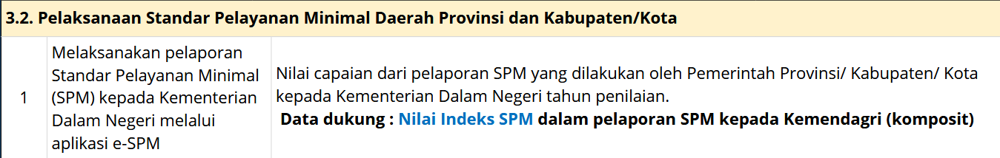 3.2. Pelaksanaan Standar Pelayanan Minimal Daerah Provinsi dan Kabupaten/Kota
1
Melaksanakan pelaporan
Standar Pelayanan Minimal
(SPM) kepada Kementerian
Dalam Negeri melalui
aplikasi e-SPM
Nilai capaian dari pelaporan SPM yang dilakukan oleh Pemerintah Provinsi/ Kabupaten/ Kota
kepada Kementerian Dalam Negeri tahun penilaian.
Data dukung : Nilai Indeks SPM dalam pelaporan SPM kepada Kemendagri (komposit)